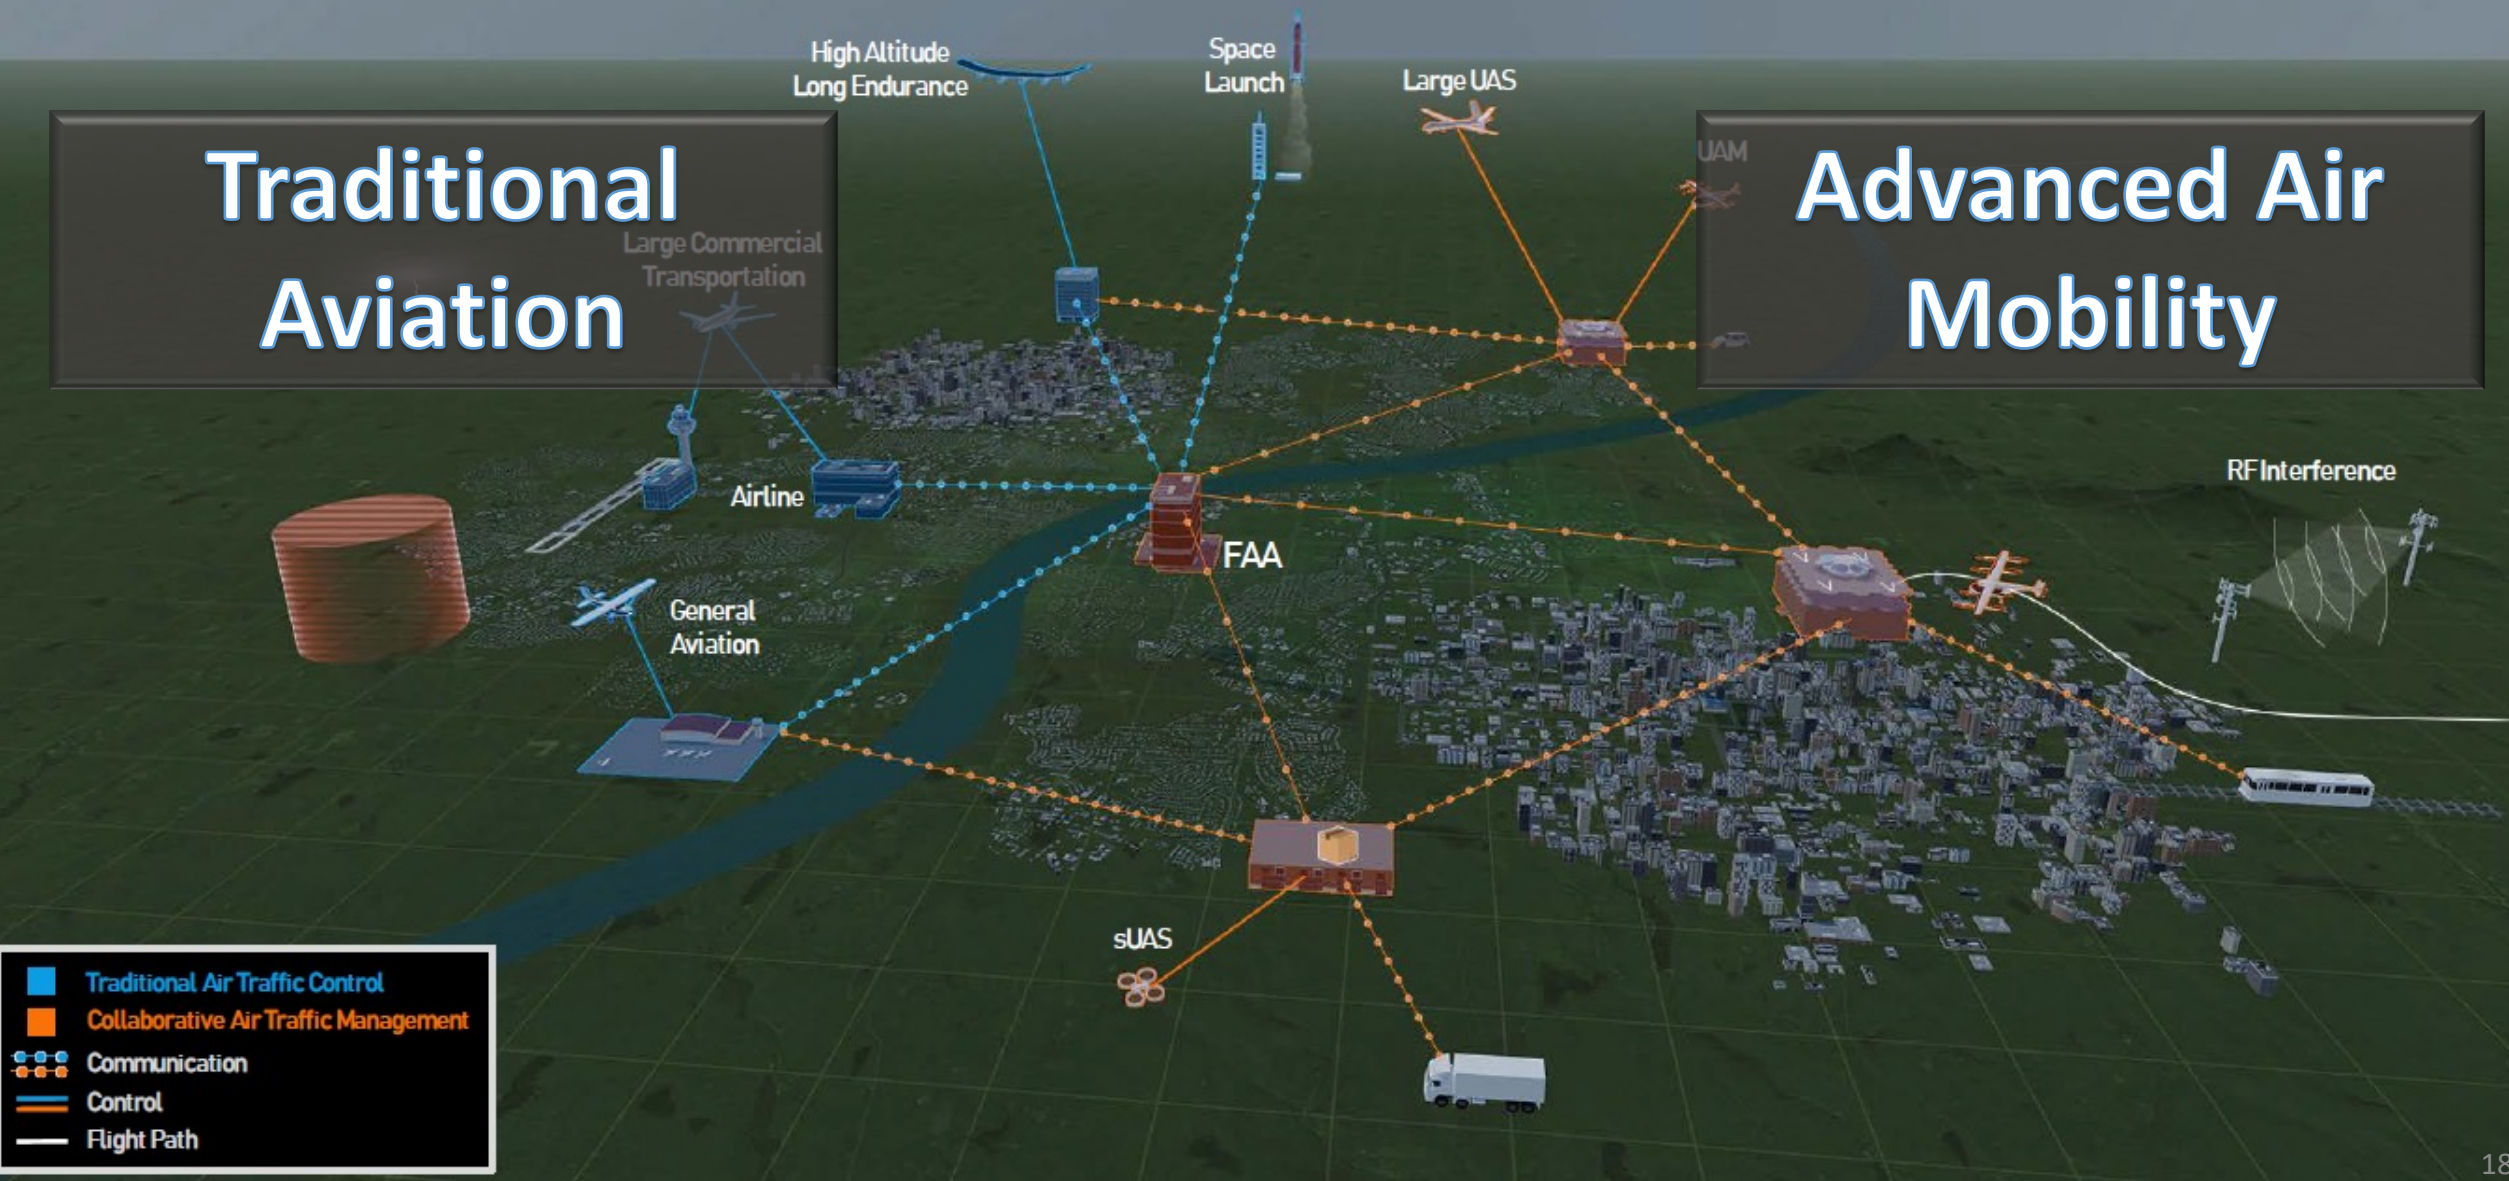 High Altitude
Long Endurance
Space
Launch
Large UAS
Traditional
Aviation
UAM
Advanced Air
Mobility
Large Commercial
Transportation
RF Interference
Airline
FAA
General
Aviation
sUAS
Traditional Air Traffic Control
Collaborative Air Traffic Management
Communication
Control
Flight Path
18